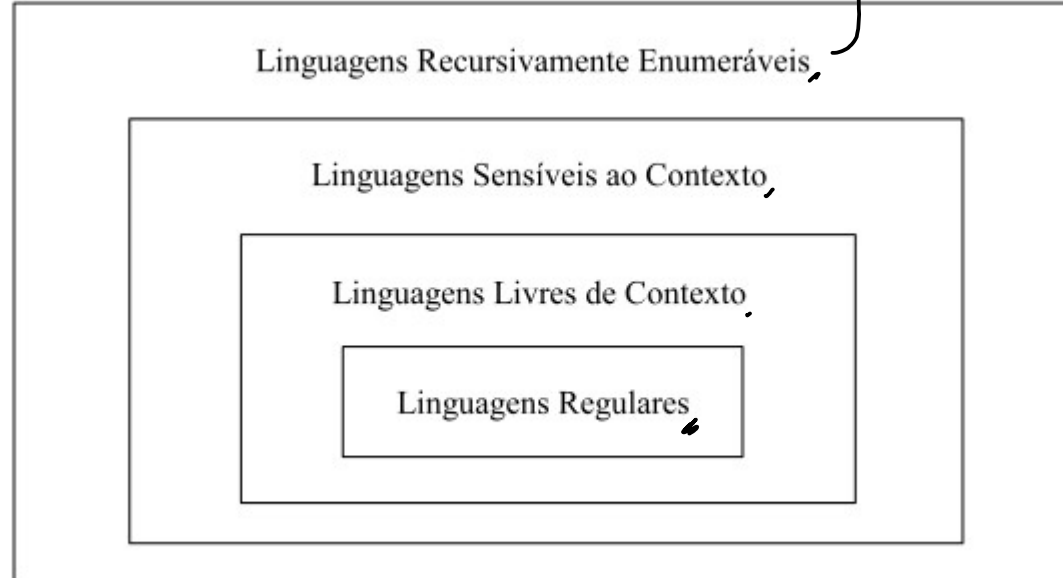 Linguagens Recursivamente Enumeráveis
Linguagens Sensíveis ao Contexto
Linguagens Livres de Contexto
Linguagens Regulares